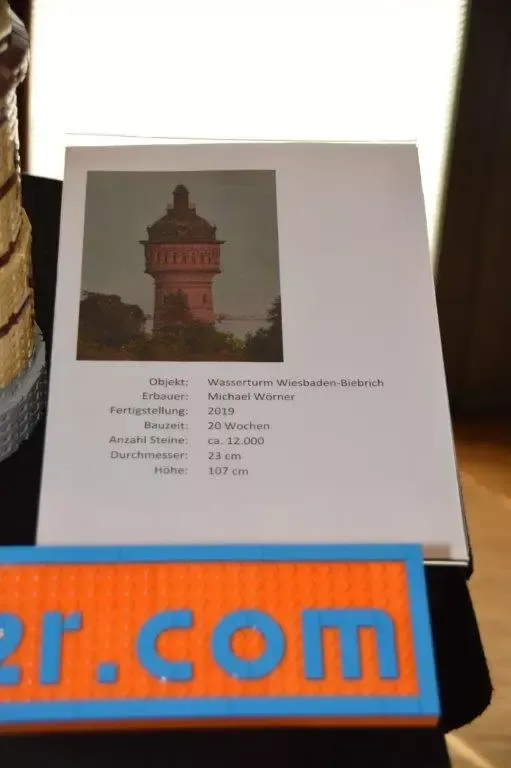 Objekt: Wasserturm Wiesbaden-Biebrich
Erbauer: Michael Wörner
Fertigstellung: 2019
Bauzeit: 20 Wochen
Anzahl Steine: ca. 12.000
Durchmesser: 23 cm
Höhe: 107 cm
er.com